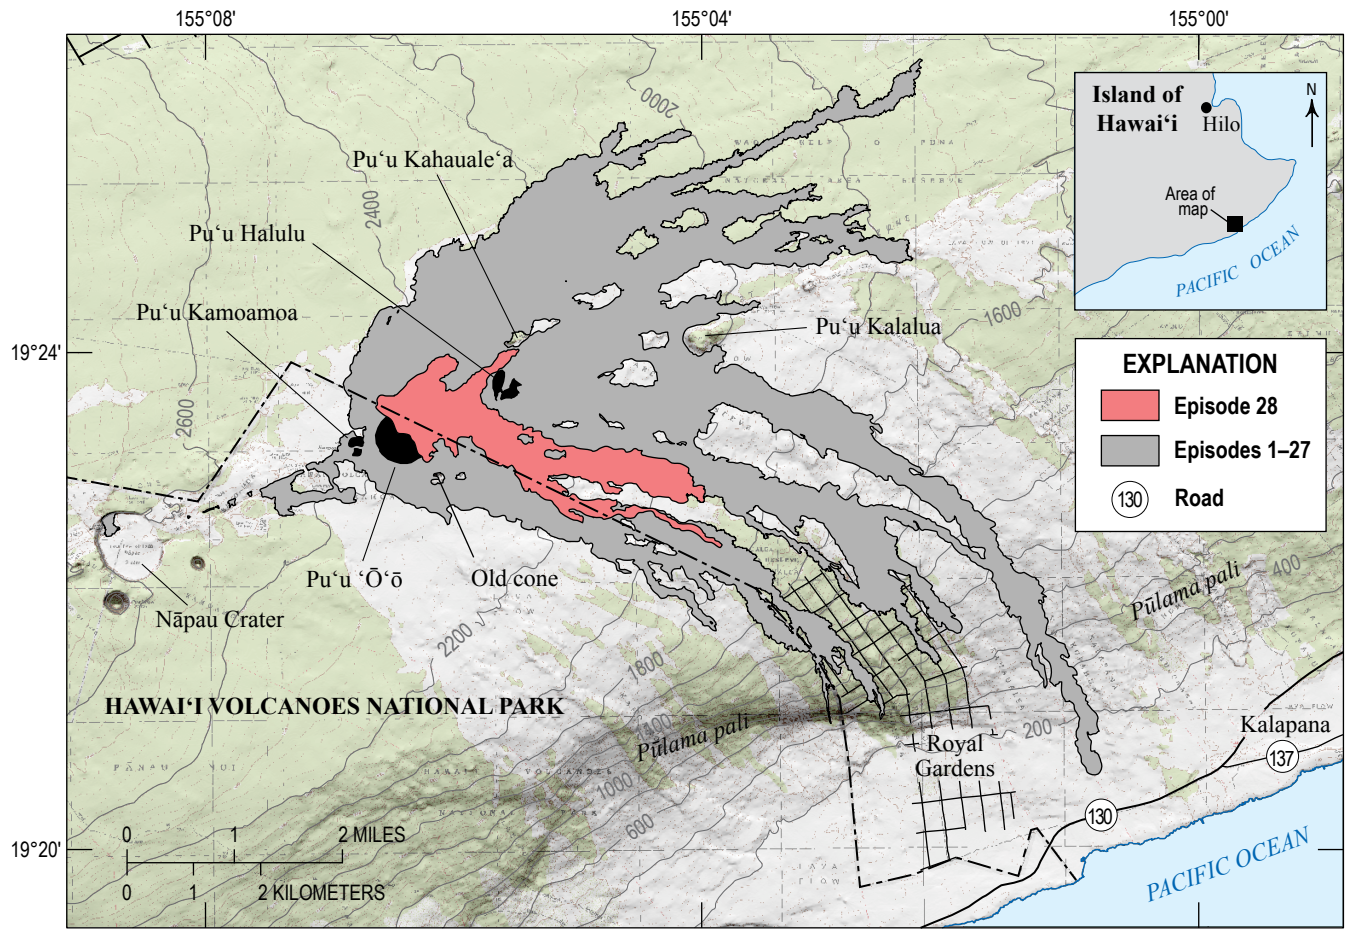 155°08'
155°04'
155°00'
2000
Island of
Hawai‘i
N
Hilo
Area of
map
PACIFIC OCEAN
Pu‘u Kahauale‘a
2400
Pu‘u Halulu
Pu‘u Kamoamoa
Pu‘u Kalalua
1600
19°24'
2600
EXPLANATION
Episode 28
Episodes 1–27
130 Road
Pu‘u ‘Ō‘ō
Old cone
Nāpau Crater
2200
1800
Pūlama pali
400
HAWAI‘I VOLCANOES NATIONAL PARK
1400
Pūlama pali
200
Royal
Gardens
Kalapana
137
1000
600
130
19°20'
0 1 2 MILES
0 1 2 KILOMETERS
PACIFIC OCEAN